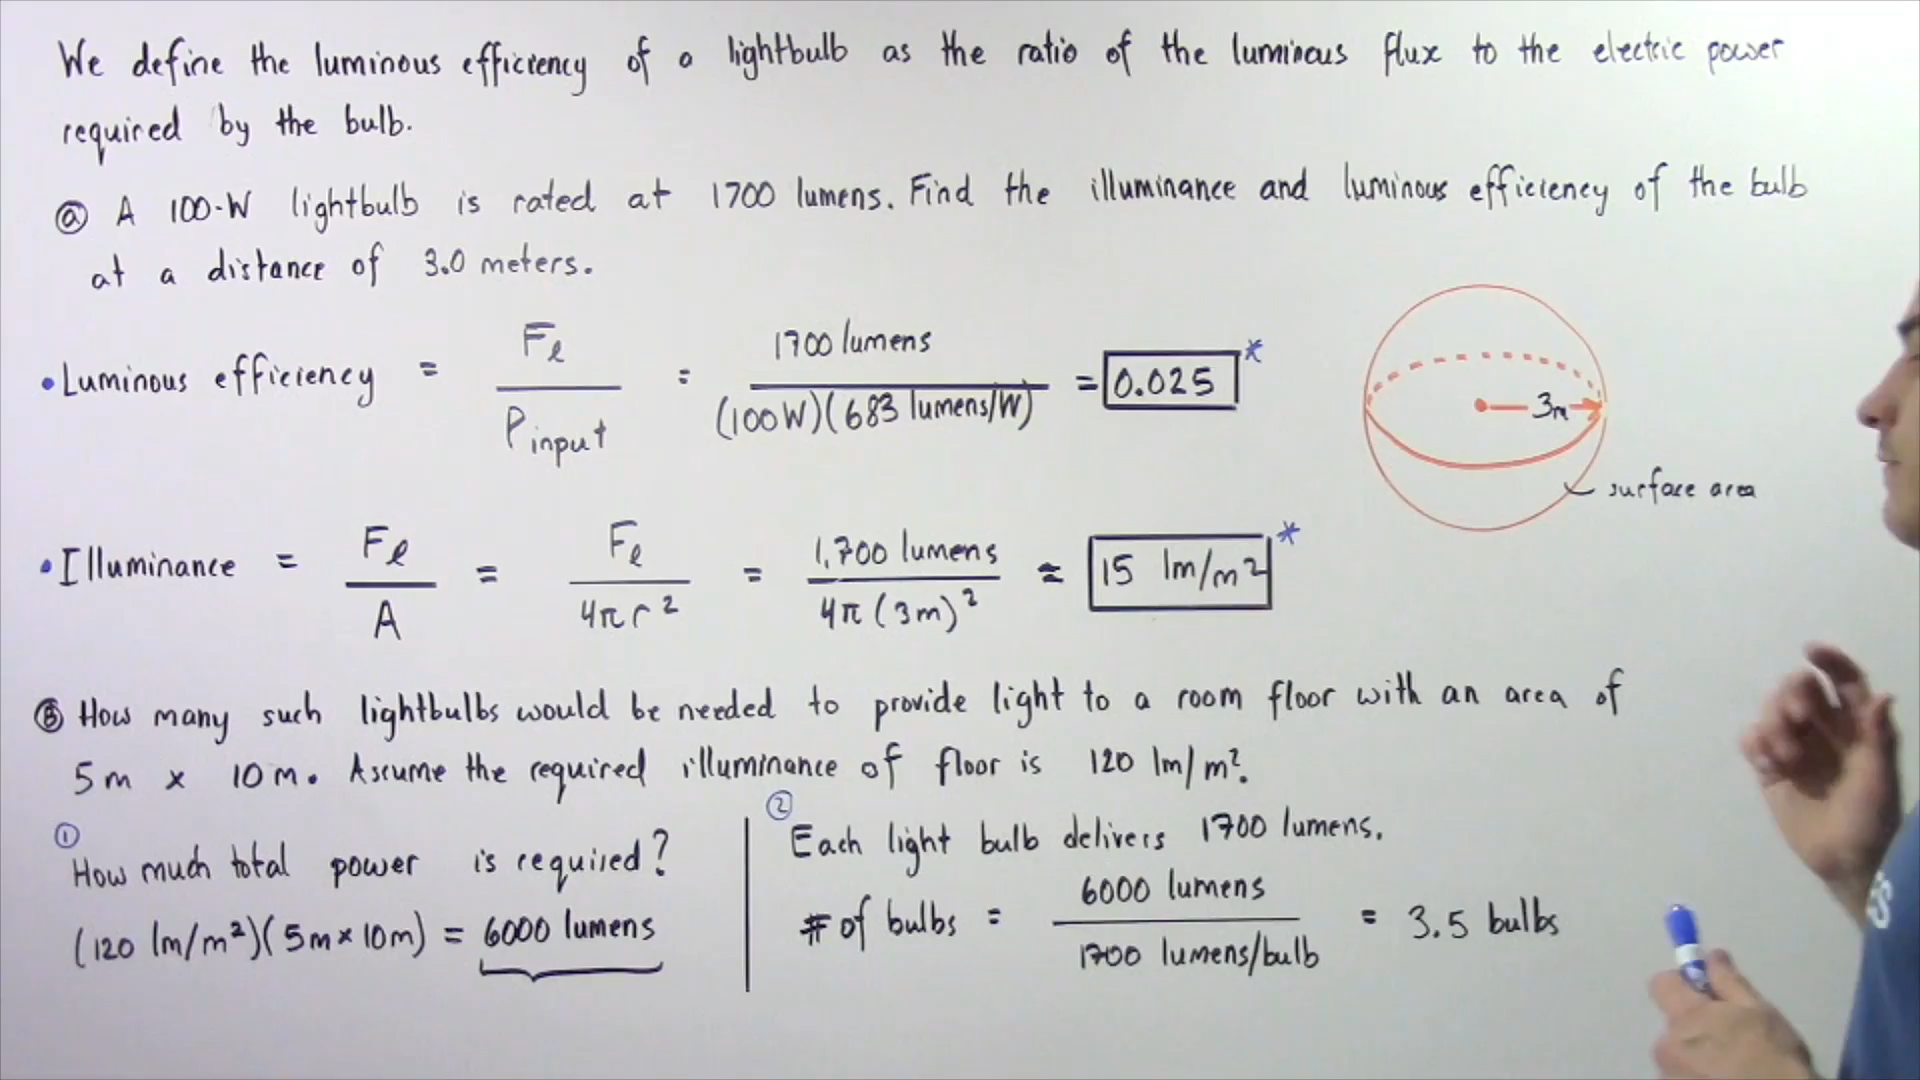 We define the luminous efficiency of a lightbulb as the ratio of the luminous flux to the electric power
required by the bulb.
ⓐ A 100-W lightbulb is rated at 1700 lumens. Find the illuminance and luminous efficiency of the bulb
at a distance of 3.0 meters.
• Luminous efficiency = Fℓ / Pinput = 1700 lumens / (100W)(683 lumens/W) = 0.025 *
3m
surface area
• Illuminance = Fℓ / A = Fℓ / 4πr² = 1,700 lumens / 4π(3m)² ≈ 15 lm/m² *
Ⓑ How many such lightbulbs would be needed to provide light to a room floor with an area of
5m x 10m. Assume the required illuminance of floor is 120 lm/m².
①
How much total power is required?
(120 lm/m²)(5m×10m) = 6000 lumens
②
Each light bulb delivers 1700 lumens.
# of bulbs = 6000 lumens / 1700 lumens/bulb = 3.5 bulbs